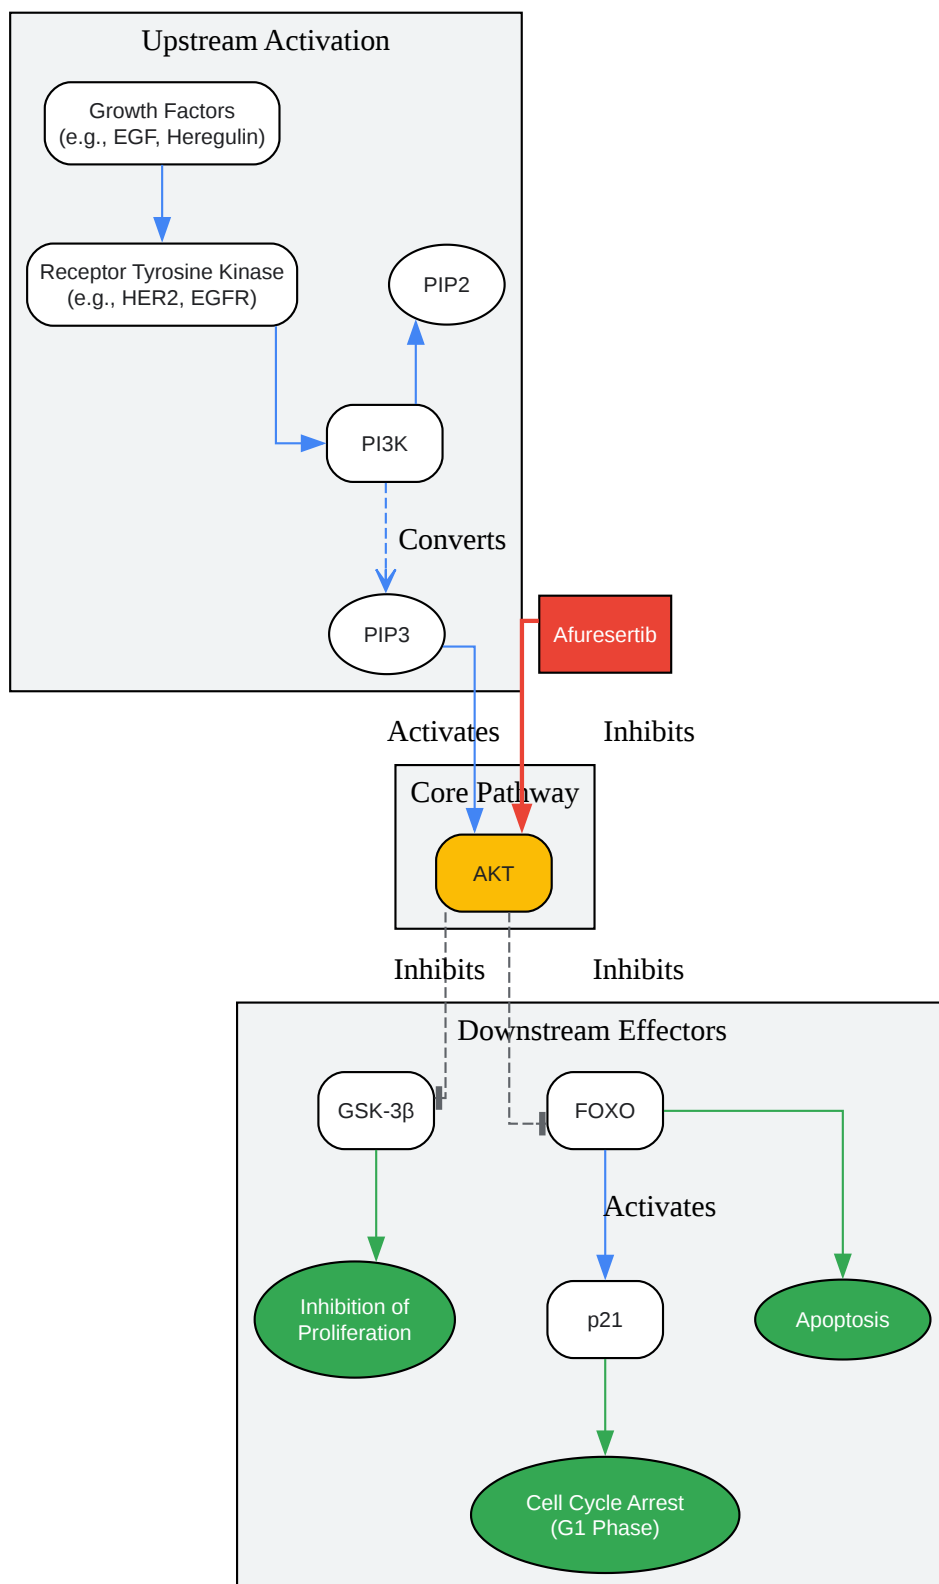 Upstream Activation
Growth Factors
(e.g., EGF, Heregulin)
Receptor Tyrosine Kinase
(e.g., HER2, EGFR)
PIP2
PI3K
Converts
PIP3
Afuresertib
Activates
Inhibits
Core Pathway
AKT
Inhibits
Inhibits
Downstream Effectors
GSK-3β
FOXO
Activates
Inhibition of
Proliferation
p21
Apoptosis
Cell Cycle Arrest
(G1 Phase)